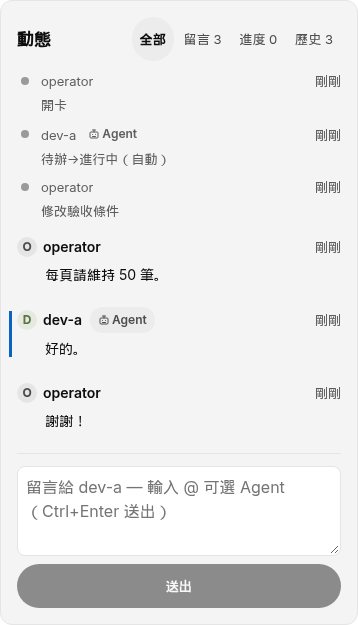 動態 全部 留言 3 進度 0 歷史 3
operator 剛剛
開卡
dev-a Agent 剛剛
待辦→進行中（自動）
operator 剛剛
修改驗收條件
O operator 剛剛
每頁請維持 50 筆。
D dev-a Agent 剛剛
好的。
O operator 剛剛
謝謝！
留言給 dev-a — 輸入 @ 可選 Agent
（Ctrl+Enter 送出）
送出